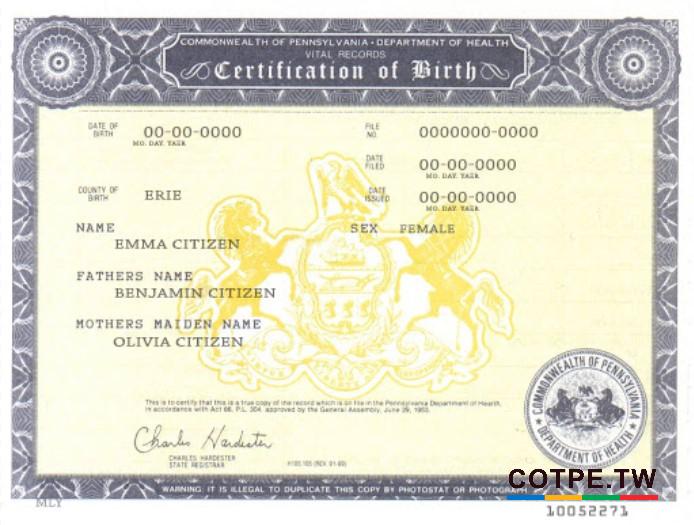 COMMONWEALTH OF PENNSYLVANIA • DEPARTMENT OF HEALTH
VITAL RECORDS
Certification of Birth
DATE OF BIRTH 00-00-0000 FILE NO. 0000000-0000
MO. DAY. YAER
DATE FILED 00-00-0000
MO. DAY. YAER
COUNTY OF BIRTH ERIE DATE ISSUED 00-00-0000
MO. DAY. YAER
NAME SEX FEMALE
EMMA CITIZEN
FATHERS NAME
BENJAMIN CITIZEN
MOTHERS MAIDEN NAME
OLIVIA CITIZEN
This is to certify that this is a true copy of the record which is on file in the Pennsylvania Department of Health,
in accordance with Act 66, P.L. 304, approved by the General Assembly, June 29, 1953.
Charles Hardester
CHARLES HARDESTER
STATE REGISTRAR
H105.105 (REV. 01-89)
COMMONWEALTH OF PENNSYLVANIA
★ DEPARTMENT OF HEALTH ★
COTPE.TW
WARNING: IT IS ILLEGAL TO DUPLICATE THIS COPY BY PHOTOSTAT OR PHOTOGRAPH
MLY
10052271